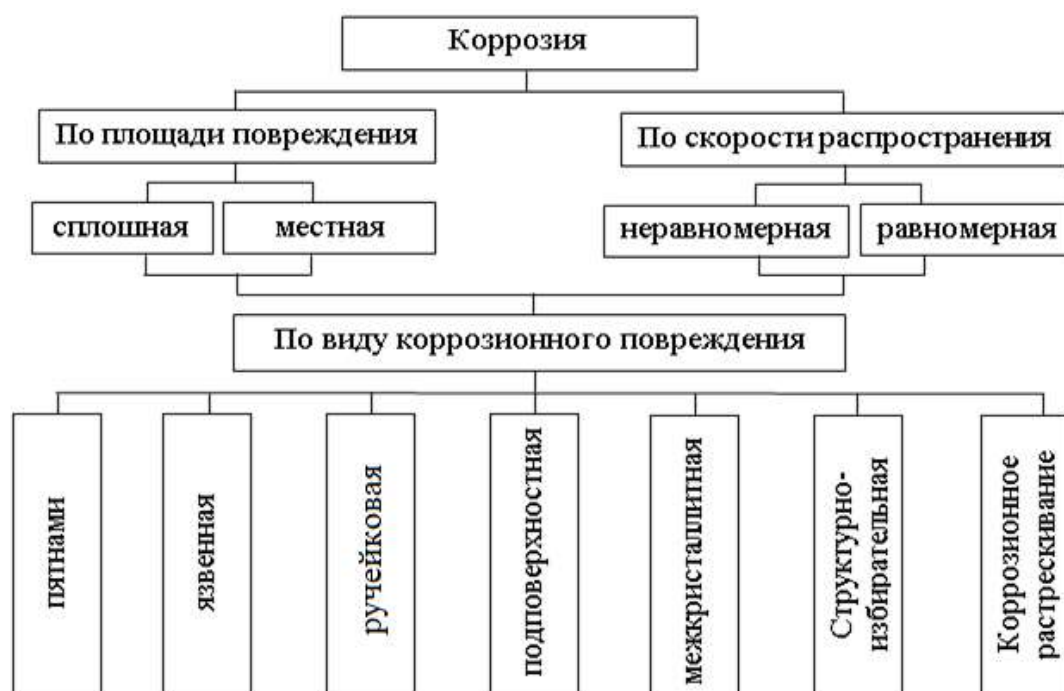 Коррозия
По площади повреждения
По скорости распространения
сплошная
местная
неравномерная
равномерная
По виду коррозионного повреждения
пятнами
язвенная
ручейковая
подповерхностная
межкристаллитная
Структурно-
избирательная
Коррозионное
растрескивание